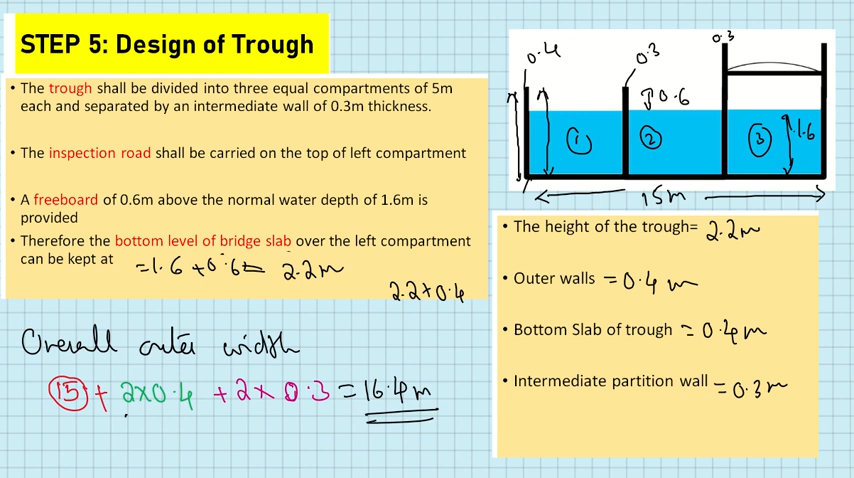 STEP 5: Design of Trough
• The trough shall be divided into three equal compartments of 5m
each and separated by an intermediate wall of 0.3m thickness.
• The inspection road shall be carried on the top of left compartment
• A freeboard of 0.6m above the normal water depth of 1.6m is
provided
• Therefore the bottom level of bridge slab over the left compartment
can be kept at =1.6+0.6= 2.2m
2.2+0.4
Overall outer width
15+2×0.4+2×0.3=16.4m
0.4
0.3
0.3
0.6
1
2
3
1.6
15m
• The height of the trough= 2.2m
• Outer walls =0.4m
• Bottom Slab of trough =0.4m
• Intermediate partition wall =0.3m